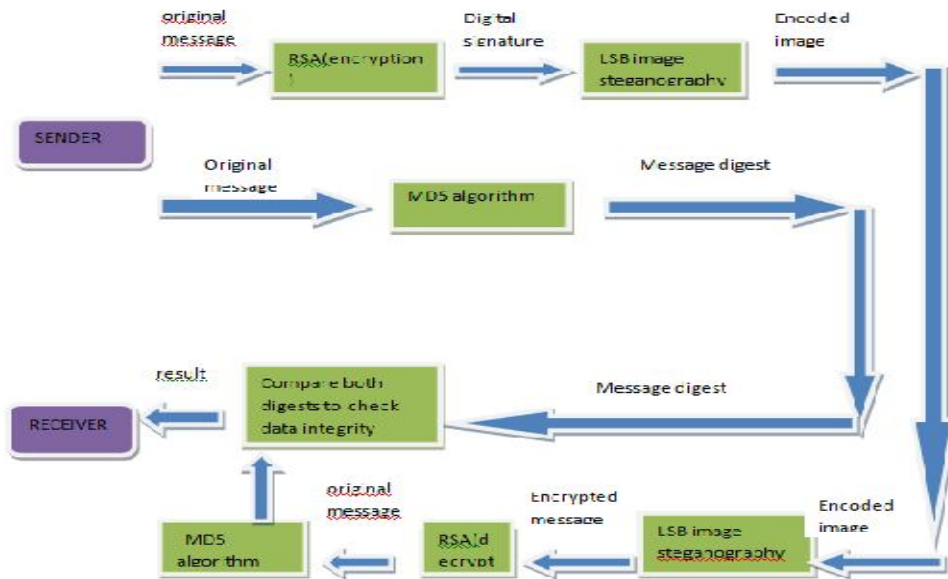 original
message
Digital
signature
Encoded
image
RSA(encryption
)
LSB image
steganography
SENDER
Original
message
Message digest
MD5 algorithm
result
Compare both
digests to check
data integrity
Message digest
RECEIVER
original
message
Encrypted
message
Encoded
image
MD5
algorithm
RSA(d
ecrypt
LSB image
steganography